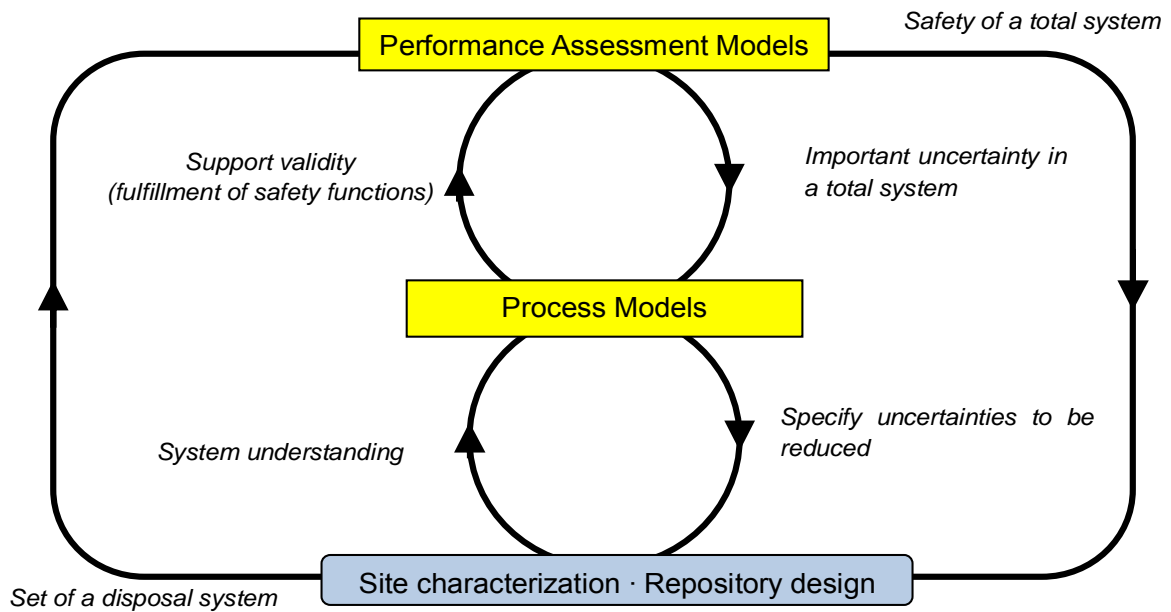 Safety of a total system
Performance Assessment Models
Support validity
(fulfillment of safety functions)
Important uncertainty in
a total system
Process Models
System understanding
Specify uncertainties to be
reduced
Site characterization · Repository design
Set of a disposal system